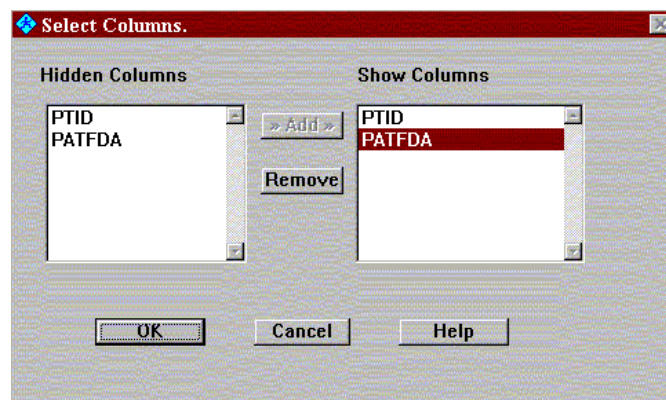 Select Columns.
Hidden Columns
Show Columns
PTID
PATFDA
» Add »
Remove
PTID
PATFDA
OK
Cancel
Help